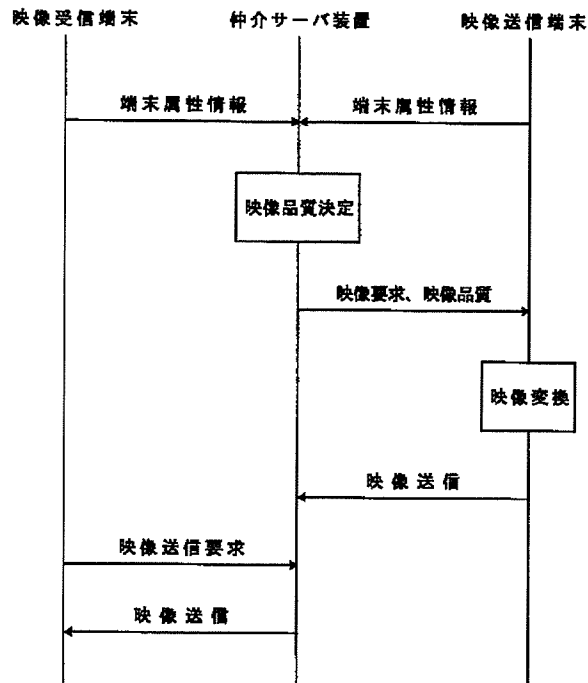 映像受信端末
仲介サーバ装置
映像送信端末
端末属性情報
端末属性情報
映像品質決定
映像要求、映像品質
映像変換
映像送信
映像送信要求
映像送信